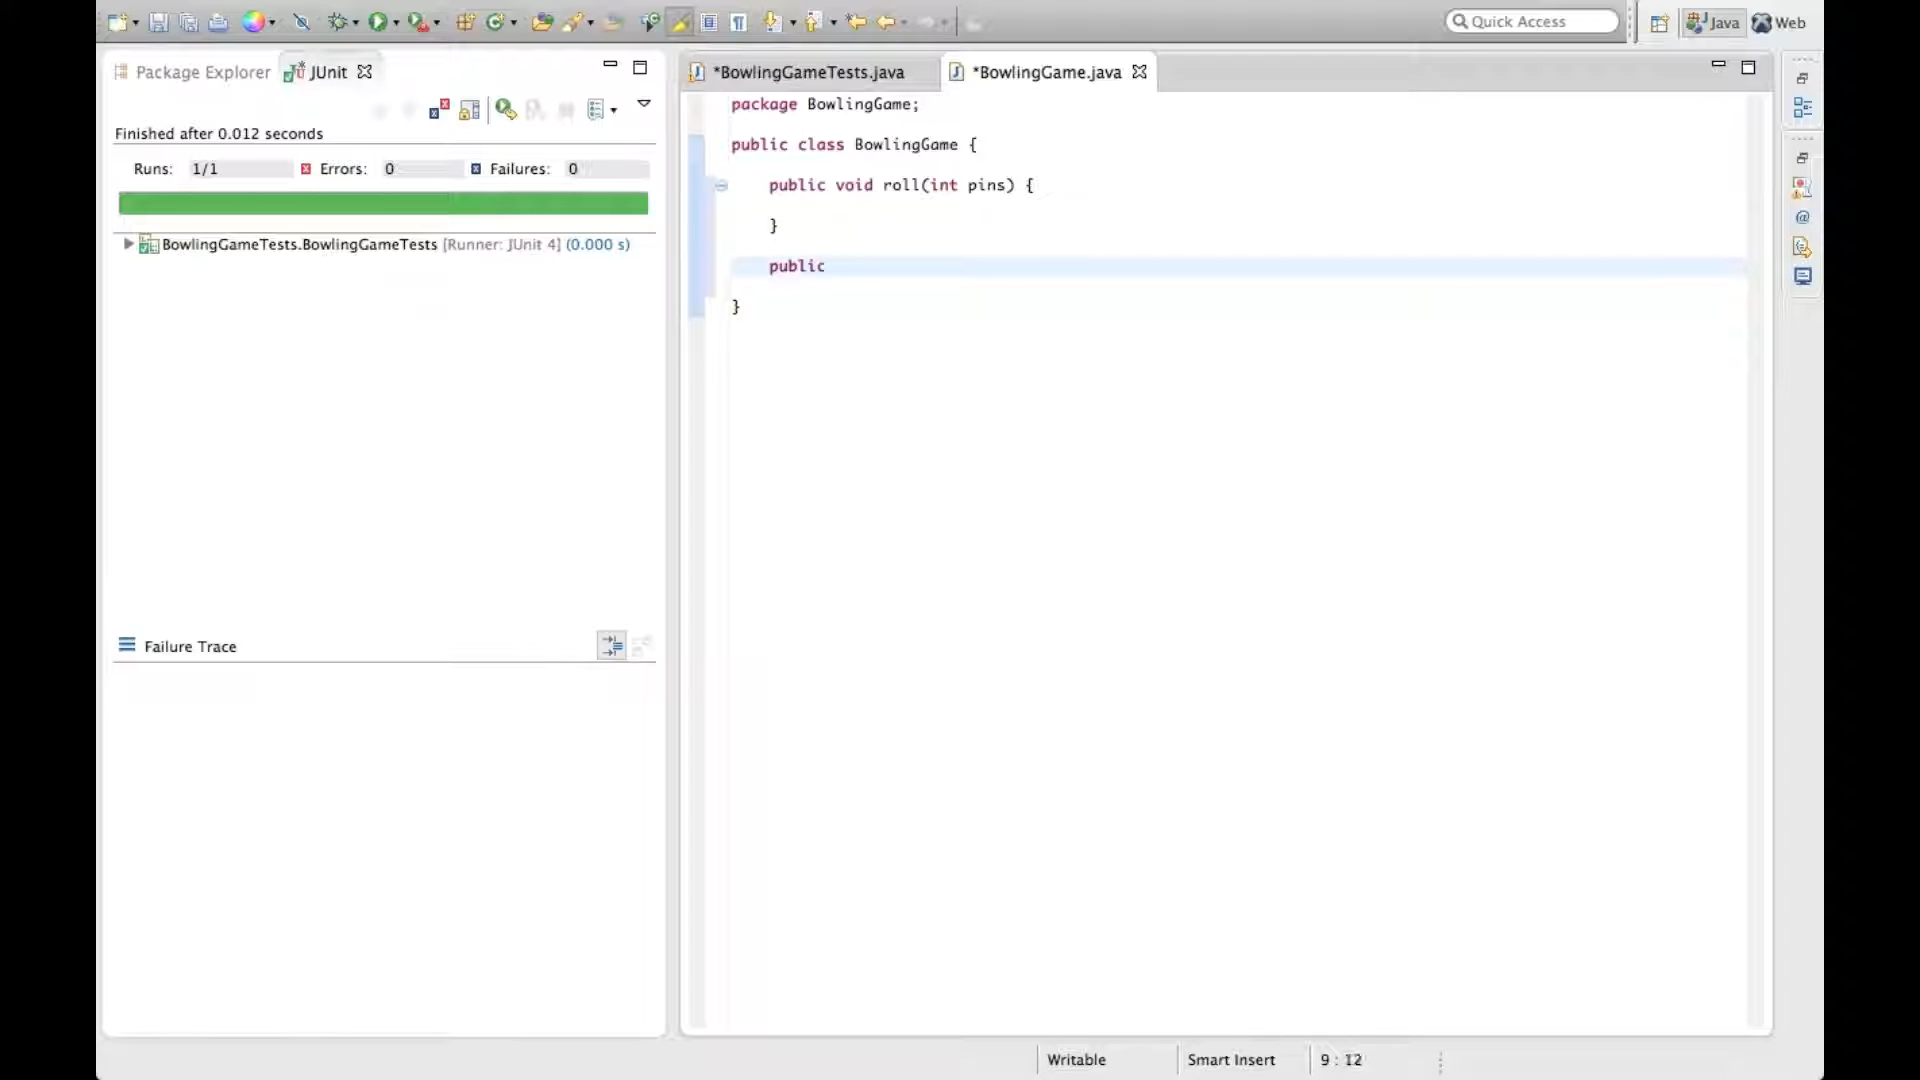 Quick Access
Java
Web
Package Explorer
JUnit
*BowlingGameTests.java
*BowlingGame.java
Finished after 0.012 seconds
Runs: 1/1 Errors: 0 Failures: 0
BowlingGameTests.BowlingGameTests [Runner: JUnit 4] (0.000 s)
Failure Trace
package BowlingGame;
public class BowlingGame {
public void roll(int pins) {
}
public
}
Writable
Smart Insert
9 : 12